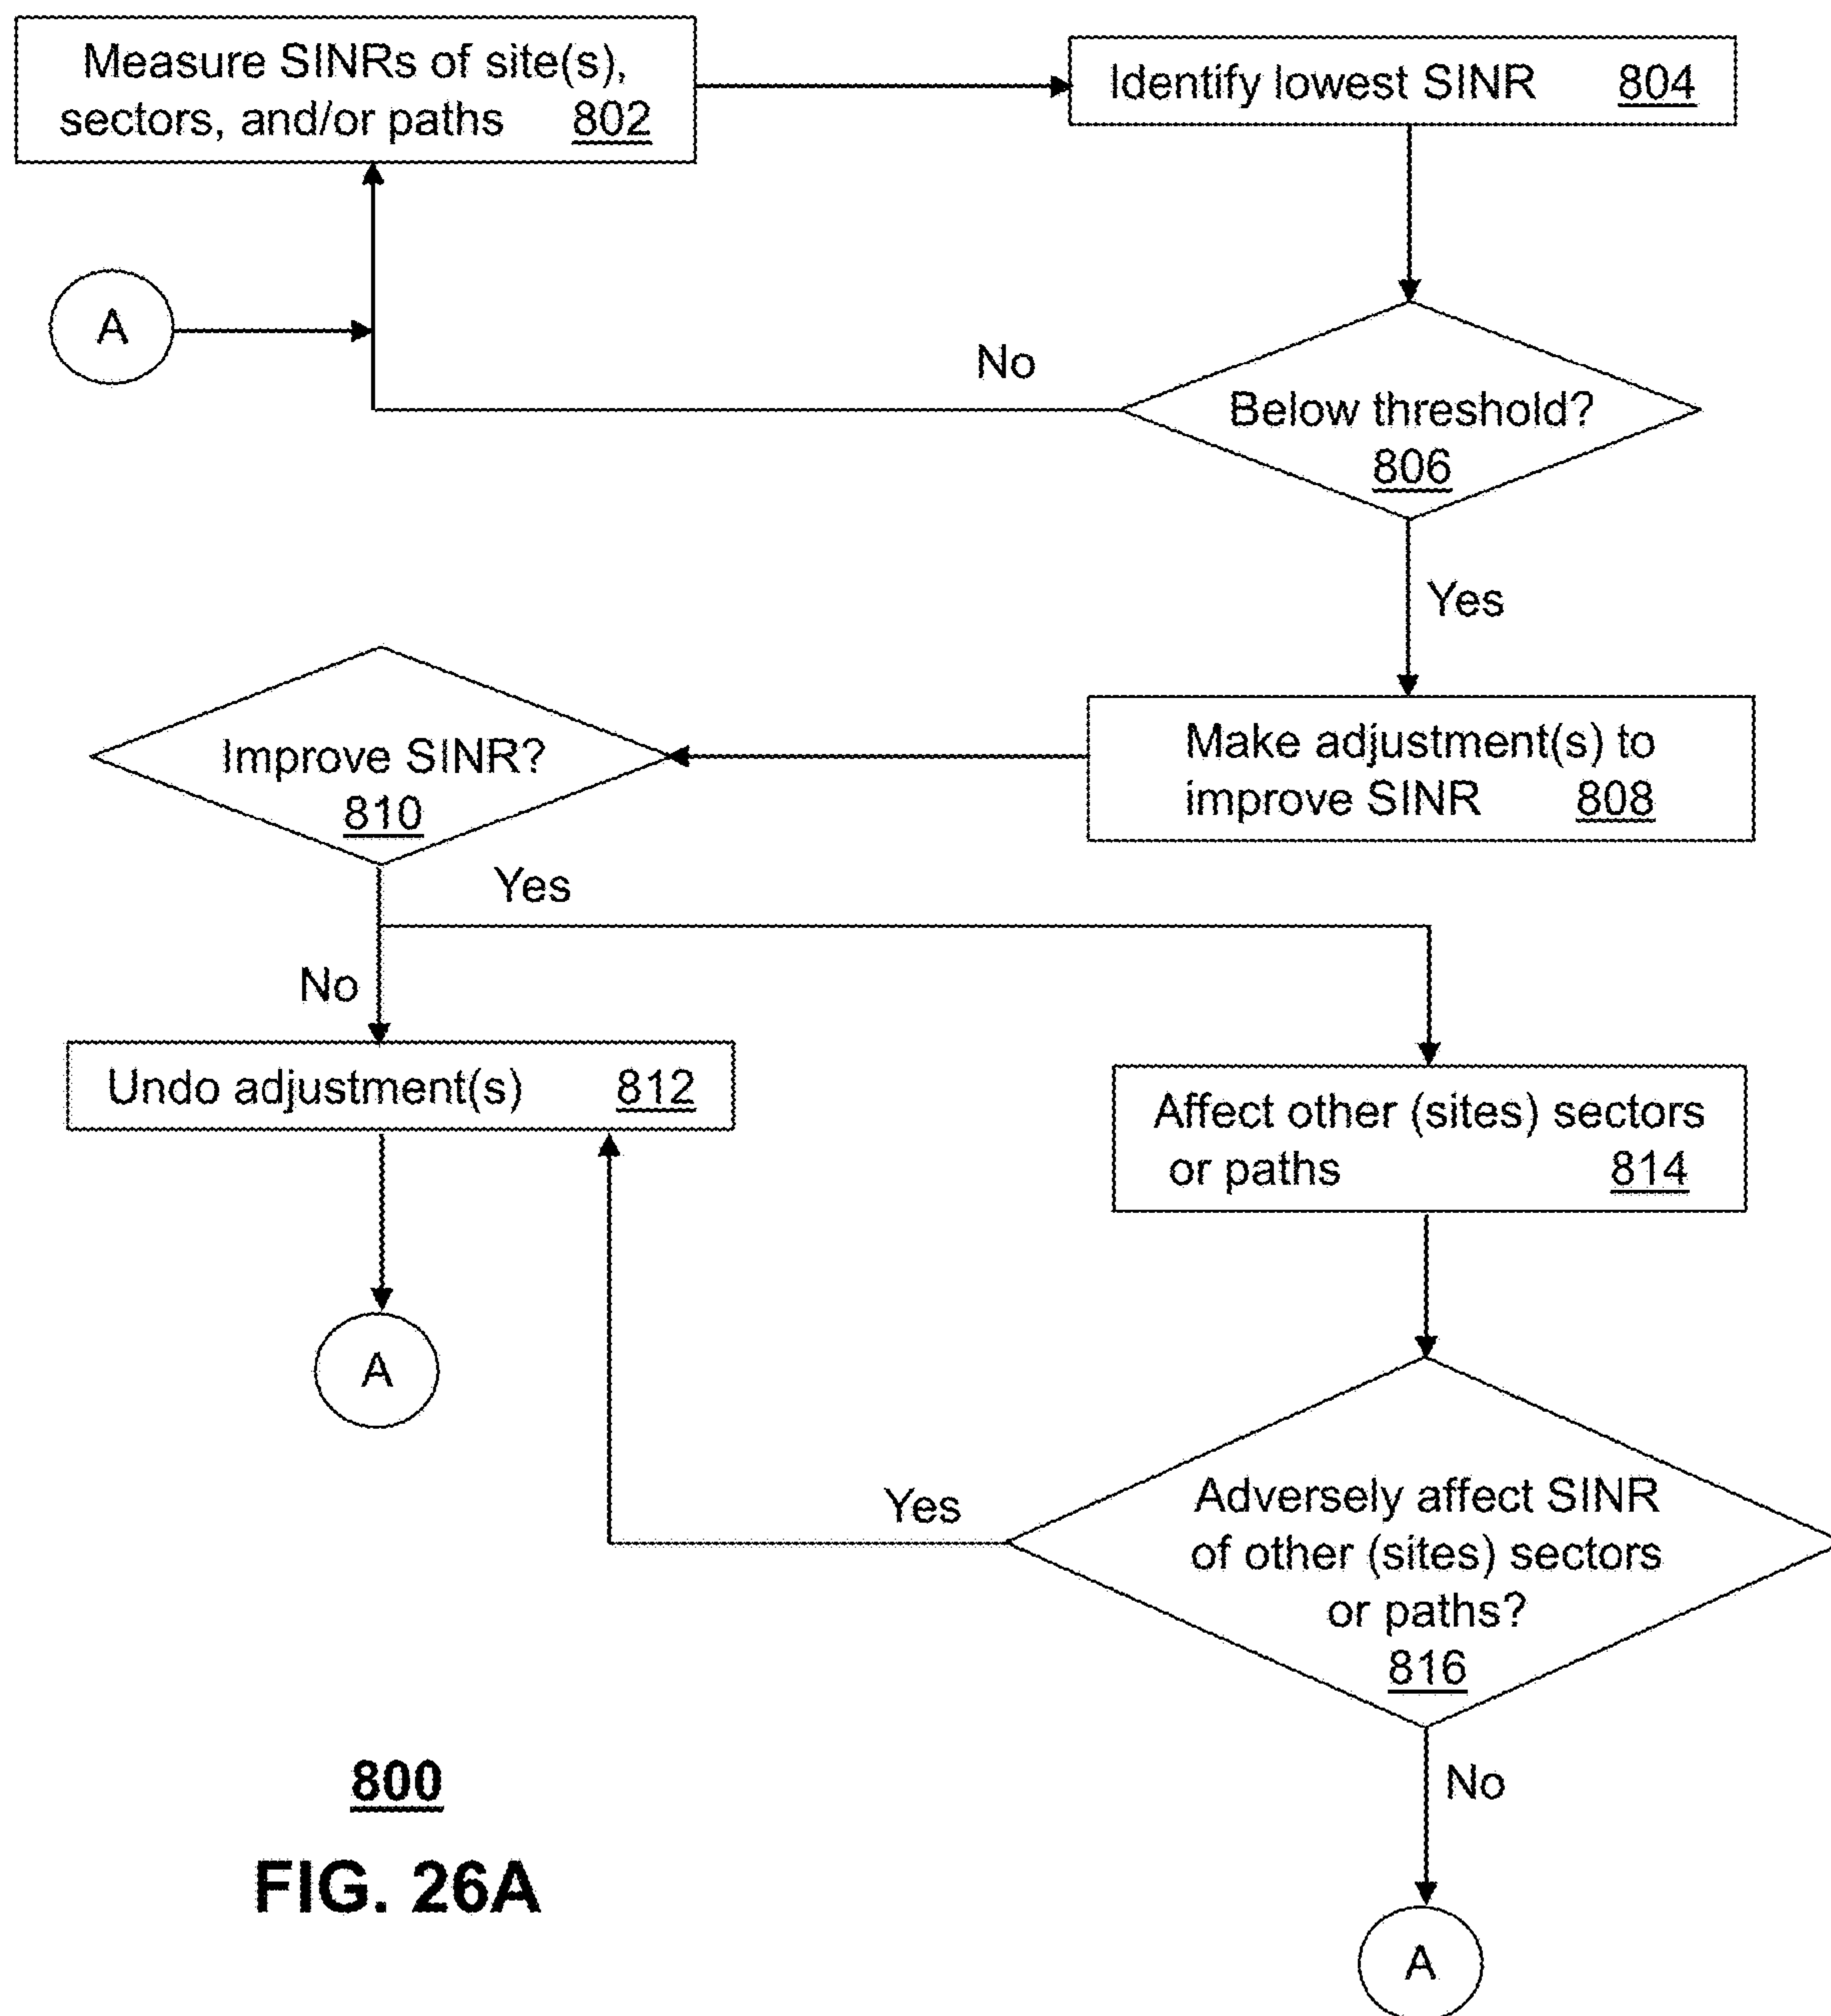 Measure SINRs of site(s),
sectors, and/or paths 802
Identify lowest SINR 804
A
No
Below threshold?
806
Yes
Improve SINR?
810
Make adjustment(s) to
improve SINR 808
Yes
No
Undo adjustment(s) 812
Affect other (sites) sectors
or paths 814
A
Yes
Adversely affect SINR
of other (sites) sectors
or paths?
816
No
800
FIG. 26A
A